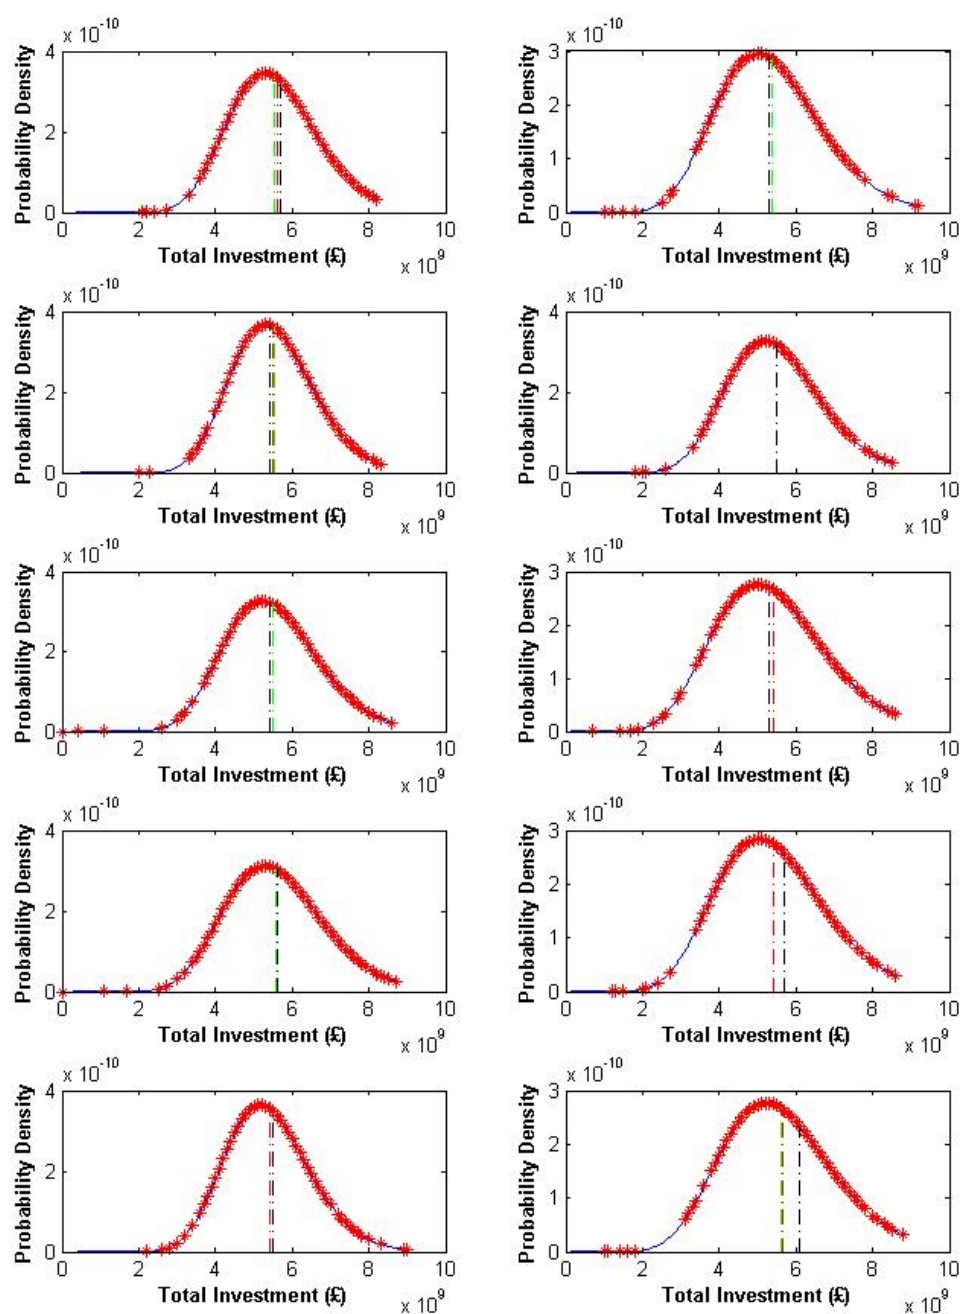 x 10^-10 x 10^-10
4 3
2 2
0 1
0
Probability Density Probability Density
0 2 4 6 8 10 0 2 4 6 8 10
Total Investment (£) Total Investment (£)
x 10^9 x 10^9
x 10^-10 x 10^-10
4 4
2 2
0 0
Probability Density Probability Density
0 2 4 6 8 10 0 2 4 6 8 10
Total Investment (£) Total Investment (£)
x 10^9 x 10^9
x 10^-10 x 10^-10
4 3
2 2
0 1
0
Probability Density Probability Density
0 2 4 6 8 10 0 2 4 6 8 10
Total Investment (£) Total Investment (£)
x 10^9 x 10^9
x 10^-10 x 10^-10
4 3
2 2
0 1
0
Probability Density Probability Density
0 2 4 6 8 10 0 2 4 6 8 10
Total Investment (£) Total Investment (£)
x 10^9 x 10^9
x 10^-10 x 10^-10
4 3
2 2
0 1
0
Probability Density Probability Density
0 2 4 6 8 10 0 2 4 6 8 10
Total Investment (£) Total Investment (£)
x 10^9 x 10^9